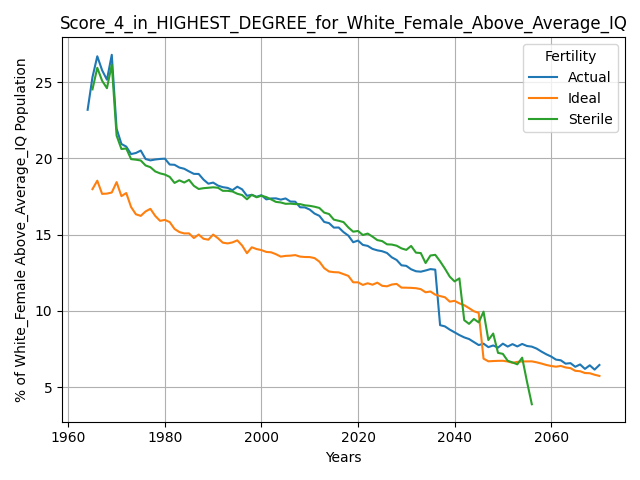 Score_4_in_HIGHEST_DEGREE_for_White_Female_Above_Average_IQ
% of White_Female Above_Average_IQ Population
25
20
15
10
5
Fertility
Actual
Ideal
Sterile
1960 1980 2000 2020 2040 2060
Years